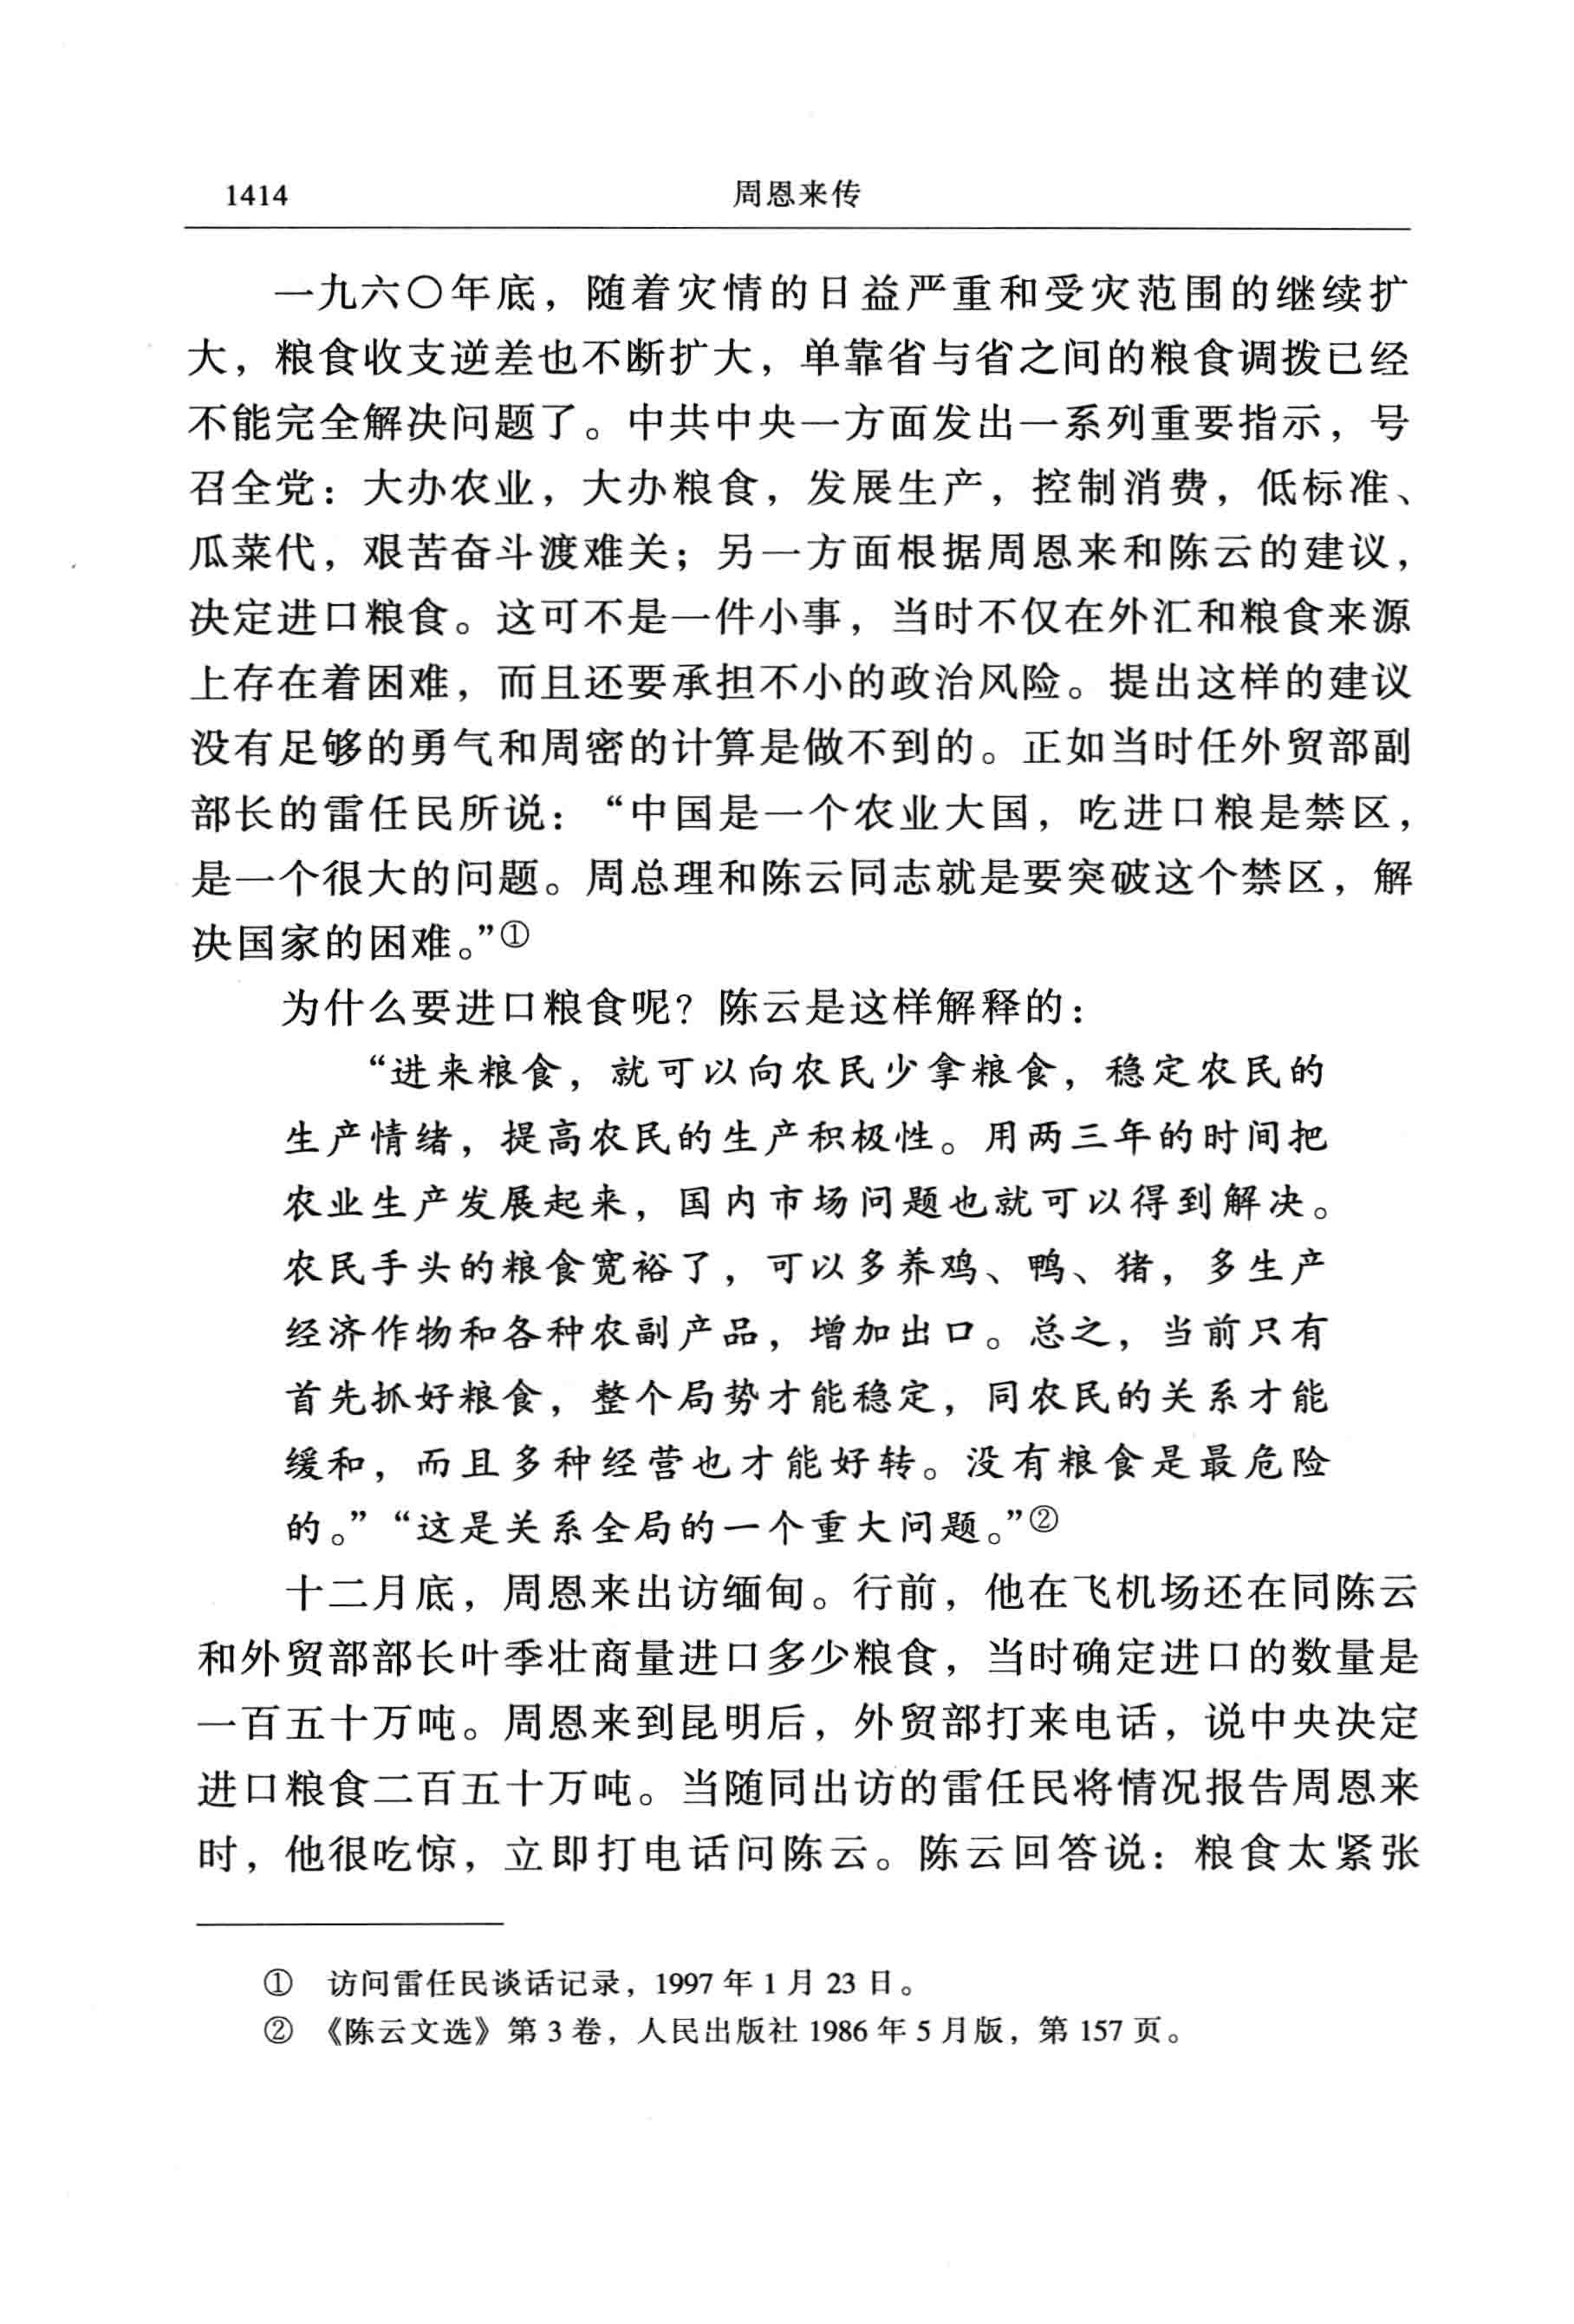 1414 周恩来传
一九六〇年底，随着灾情的日益严重和受灾范围的继续扩
大，粮食收支逆差也不断扩大，单靠省与省之间的粮食调拨已经
不能完全解决问题了。中共中央一方面发出一系列重要指示，号
召全党：大办农业，大办粮食，发展生产，控制消费，低标准、
瓜菜代，艰苦奋斗渡难关；另一方面根据周恩来和陈云的建议，
决定进口粮食。这可不是一件小事，当时不仅在外汇和粮食来源
上存在着困难，而且还要承担不小的政治风险。提出这样的建议
没有足够的勇气和周密的计算是做不到的。正如当时任外贸部副
部长的雷任民所说：“中国是一个农业大国，吃进口粮是禁区，
是一个很大的问题。周总理和陈云同志就是要突破这个禁区，解
决国家的困难。”①
为什么要进口粮食呢？陈云是这样解释的：
“进来粮食，就可以向农民少拿粮食，稳定农民的
生产情绪，提高农民的生产积极性。用两三年的时间把
农业生产发展起来，国内市场问题也就可以得到解决。
农民手头的粮食宽裕了，可以多养鸡、鸭、猪，多生产
经济作物和各种农副产品，增加出口。总之，当前只有
首先抓好粮食，整个局势才能稳定，同农民的关系才能
缓和，而且多种经营也才能好转。没有粮食是最危险
的。”“这是关系全局的一个重大问题。”②
十二月底，周恩来出访缅甸。行前，他在飞机场还在同陈云
和外贸部部长叶季壮商量进口多少粮食，当时确定进口的数量是
一百五十万吨。周恩来到昆明后，外贸部打来电话，说中央决定
进口粮食二百五十万吨。当随同出访的雷任民将情况报告周恩来
时，他很吃惊，立即打电话问陈云。陈云回答说：粮食太紧张
① 访问雷任民谈话记录，1997 年 1 月 23 日。
② 《陈云文选》第 3 卷，人民出版社 1986 年 5 月版，第 157 页。